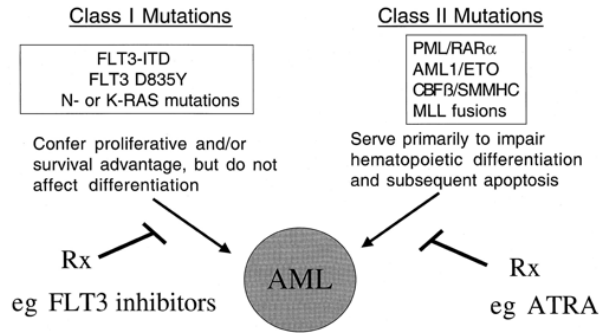 Class I Mutations
FLT3-ITD
FLT3 D835Y
N- or K-RAS mutations
Confer proliferative and/or
survival advantage, but do not
affect differentiation
Class II Mutations
PML/RARα
AML1/ETO
CBFß/SMMHC
MLL fusions
Serve primarily to impair
hematopoietic differentiation
and subsequent apoptosis
Rx
eg FLT3 inhibitors
AML
Rx
eg ATRA